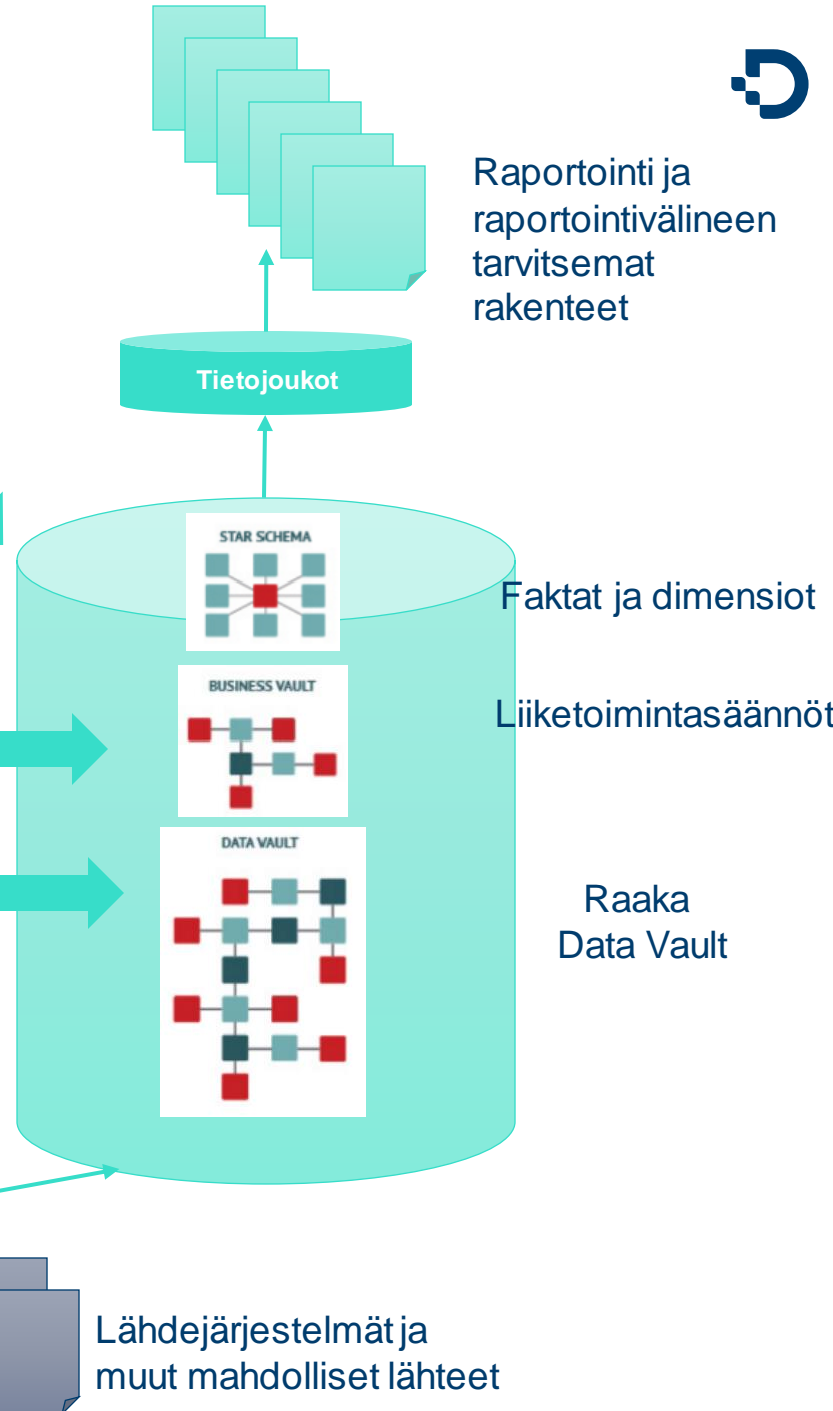 Raportointi ja
raportointivälineen
tarvitsemat
rakenteet
Tietojoukot
STAR SCHEMA
Faktat ja dimensiot
BUSINESS VAULT
Liiketoimintasäännöt
DATA VAULT
Raaka
Data Vault
Lähdejärjestelmät ja
muut mahdolliset lähteet